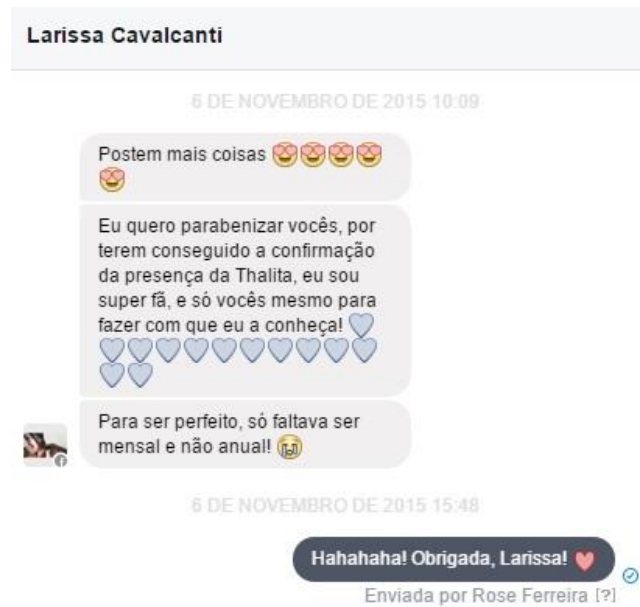 Larissa Cavalcanti
6 DE NOVEMBRO DE 2015 10:09
Postem mais coisas 😍😍😍😍
😍
Eu quero parabenizar vocês, por
terem conseguido a confirmação
da presença da Thalita, eu sou
super fã, e só vocês mesmo para
fazer com que eu a conheça! 💙
💙💙💙💙💙💙💙💙💙💙
💙💙
Para ser perfeito, só faltava ser
mensal e não anual! 😭
6 DE NOVEMBRO DE 2015 15:48
Hahahaha! Obrigada, Larissa! ❤
Enviada por Rose Ferreira [?]